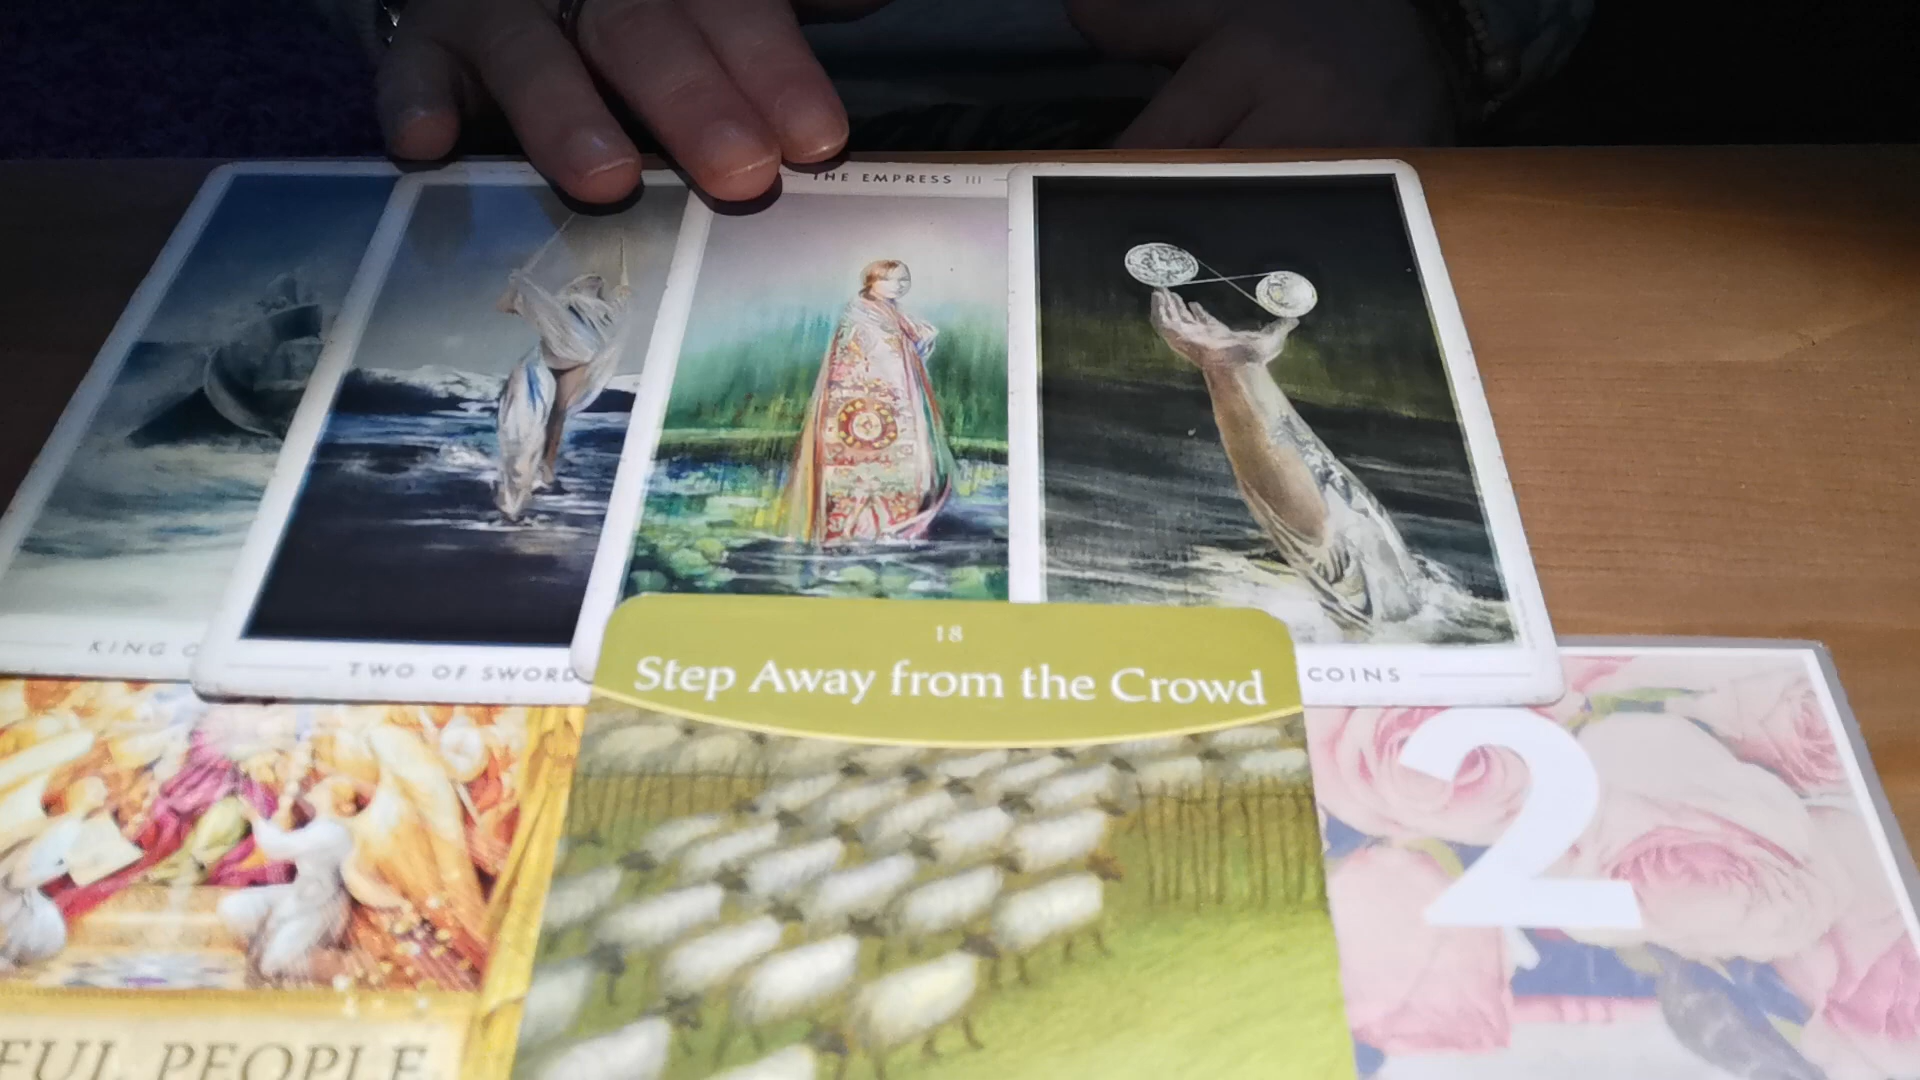 THE EMPRESS III
KING O
TWO OF SWORD
18
Step Away from the Crowd
COINS
2
FUL PEOPLE